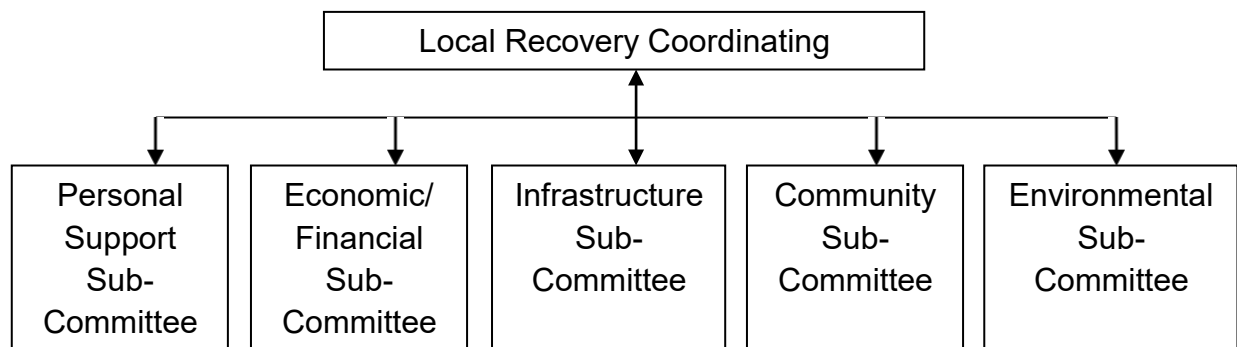 Local Recovery Coordinating
Personal
Support
Sub-
Committee
Economic/
Financial
Sub-
Committee
Infrastructure
Sub-
Committee
Community
Sub-
Committee
Environmental
Sub-
Committee